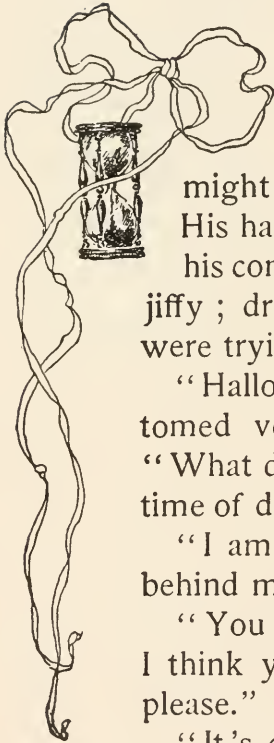 might
His ha
his con
jiffy ; dr
were tryi
“ Hallo
tomed v
“ What d
time of d
“ I am
behind m
“ You
I think y
please.”
“ It's